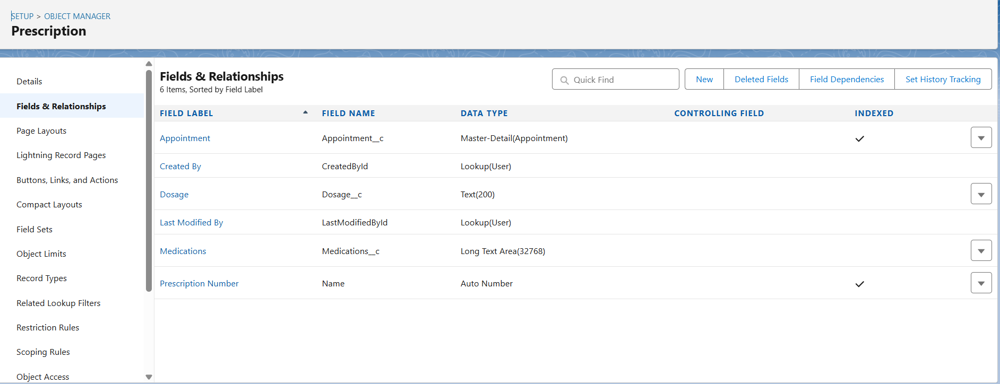 SETUP > OBJECT MANAGER
Prescription
Details
Fields & Relationships
Page Layouts
Lightning Record Pages
Buttons, Links, and Actions
Compact Layouts
Field Sets
Object Limits
Record Types
Related Lookup Filters
Restriction Rules
Scoping Rules
Object Access
Fields & Relationships
6 Items, Sorted by Field Label
Quick Find
New Deleted Fields Field Dependencies Set History Tracking
FIELD LABEL FIELD NAME DATA TYPE CONTROLLING FIELD INDEXED
Appointment Appointment__c Master-Detail(Appointment)
Created By CreatedById Lookup(User)
Dosage Dosage__c Text(200)
Last Modified By LastModifiedById Lookup(User)
Medications Medications__c Long Text Area(32768)
Prescription Number Name Auto Number